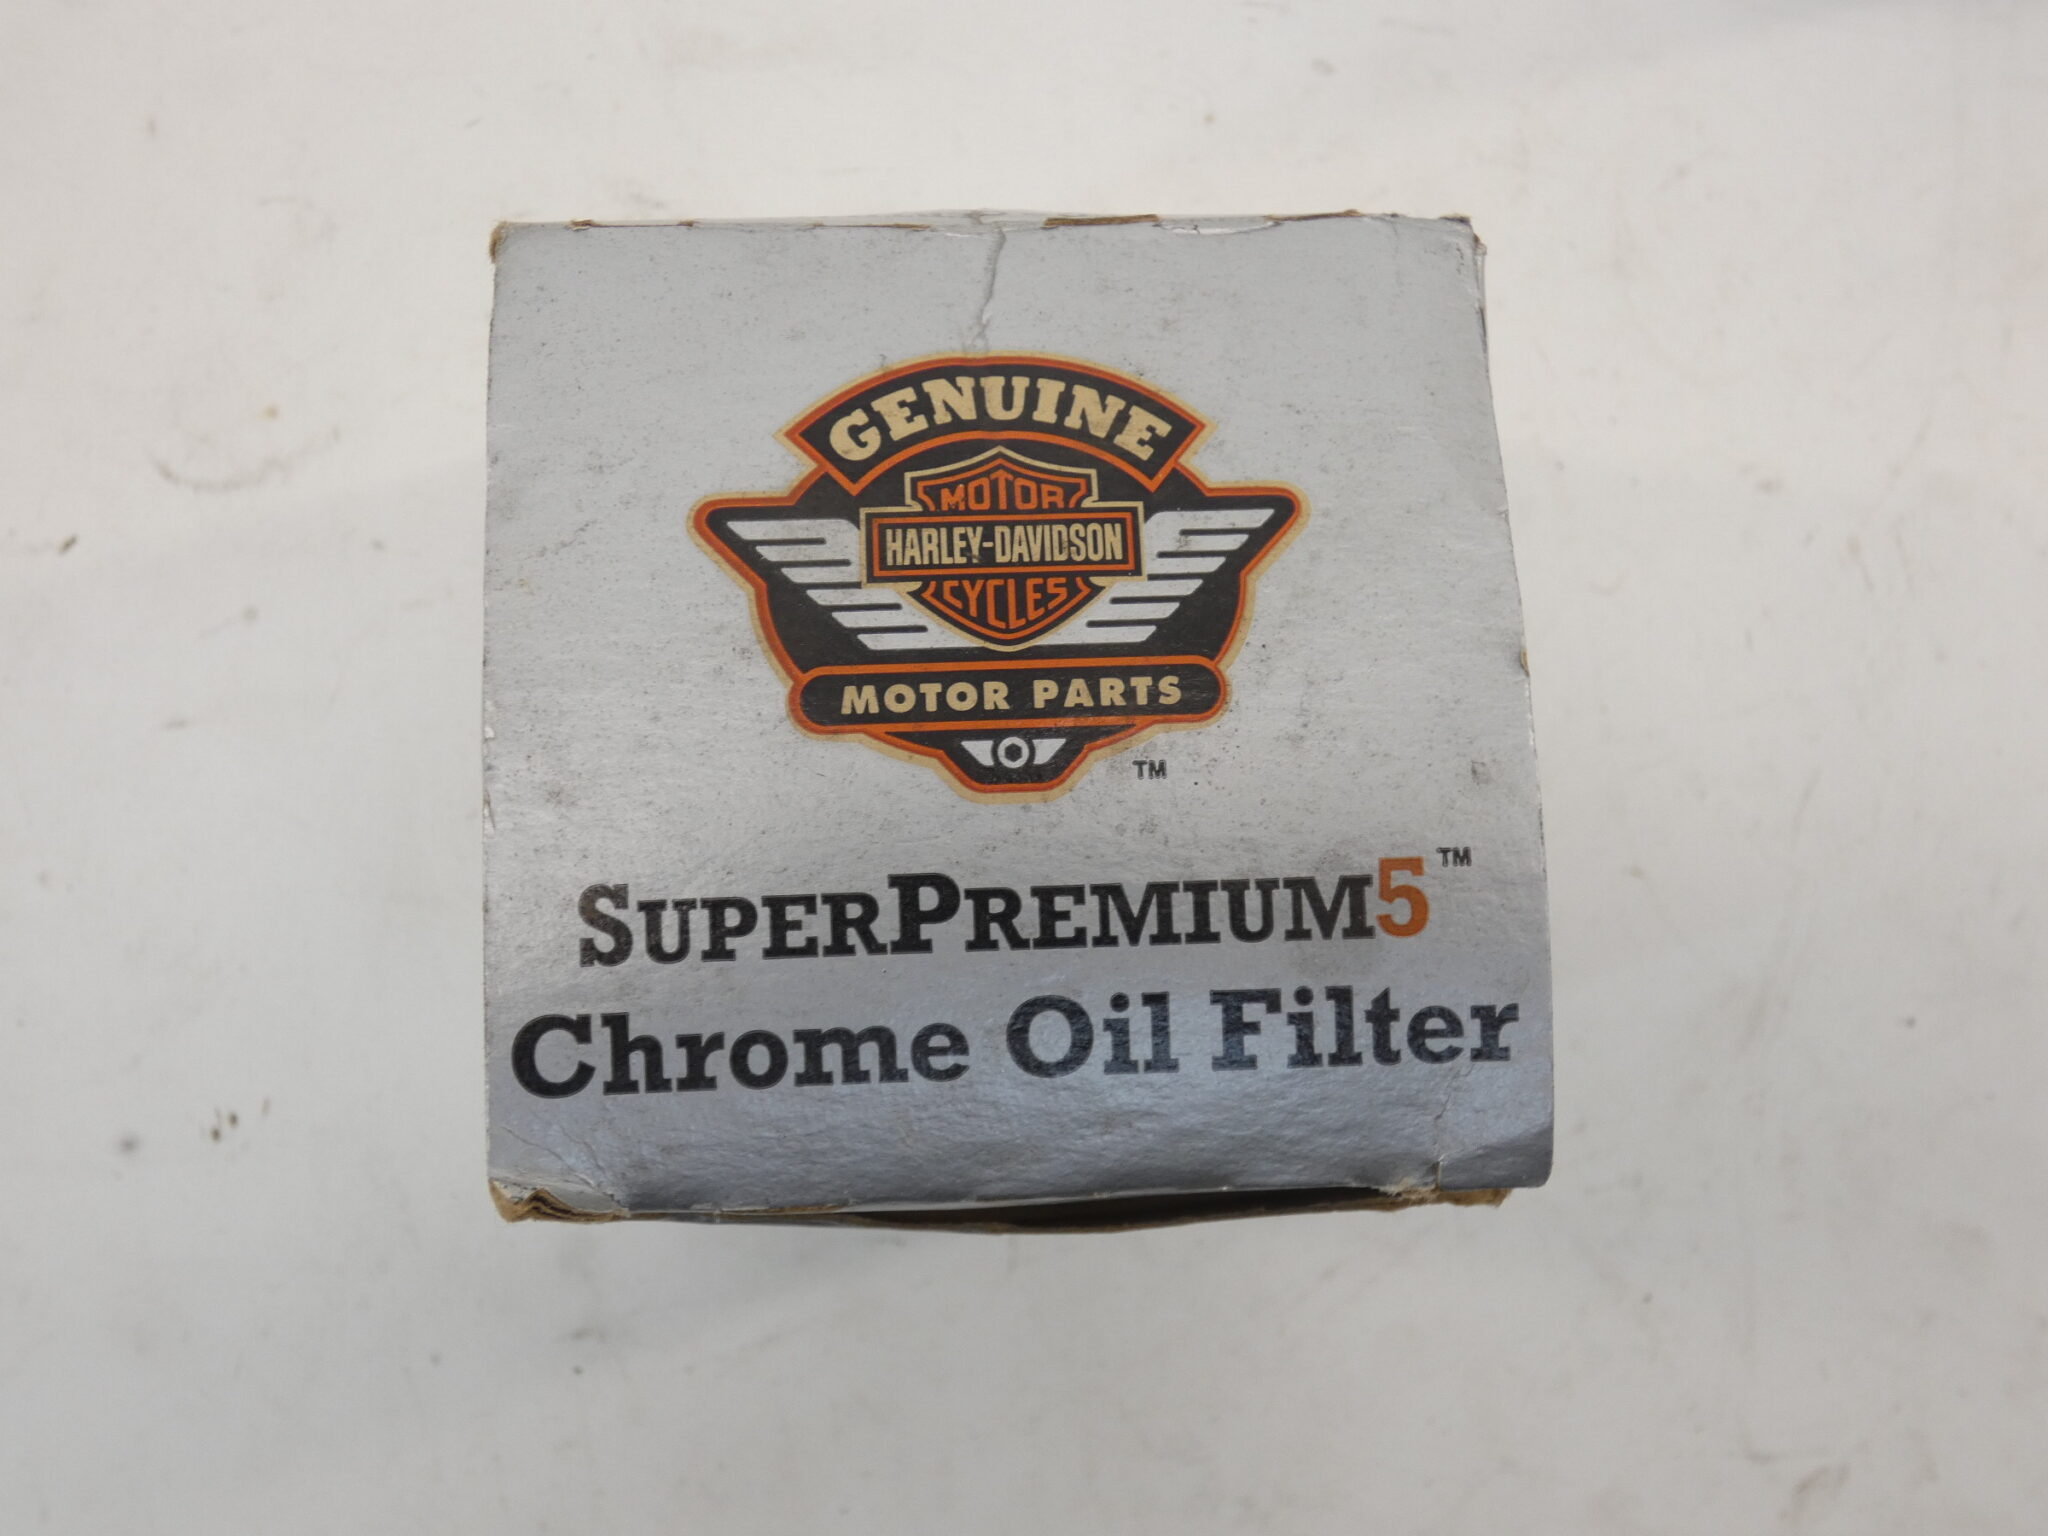 GENUINE
MOTOR
HARLEY-DAVIDSON
CYCLES
MOTOR PARTS
TM
SUPERPREMIUM5™
Chrome Oil Filter